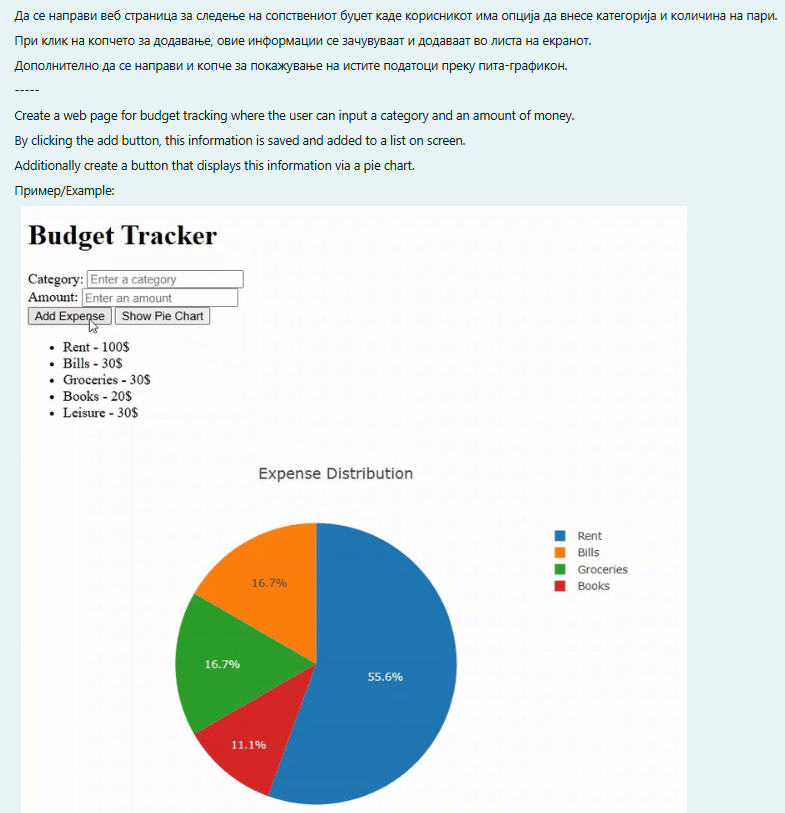 Да се направи веб страница за следење на сопствениот буџет каде корисникот има опција да внесе категорија и количина на пари.
При клик на копчето за додавање, овие информации се зачувуваат и додаваат во листа на екранот.
Дополнително да се направи и копче за покажување на истите податоци преку пита-графикон.
-----
Create a web page for budget tracking where the user can input a category and an amount of money.
By clicking the add button, this information is saved and added to a list on screen.
Additionally create a button that displays this information via a pie chart.
Пример/Example:
Budget Tracker
Category: Enter a category
Amount: Enter an amount
Add Expense Show Pie Chart
• Rent - 100$
• Bills - 30$
• Groceries - 30$
• Books - 20$
• Leisure - 30$
Expense Distribution
Rent
Bills
Groceries
Books
16.7%
16.7%
55.6%
11.1%